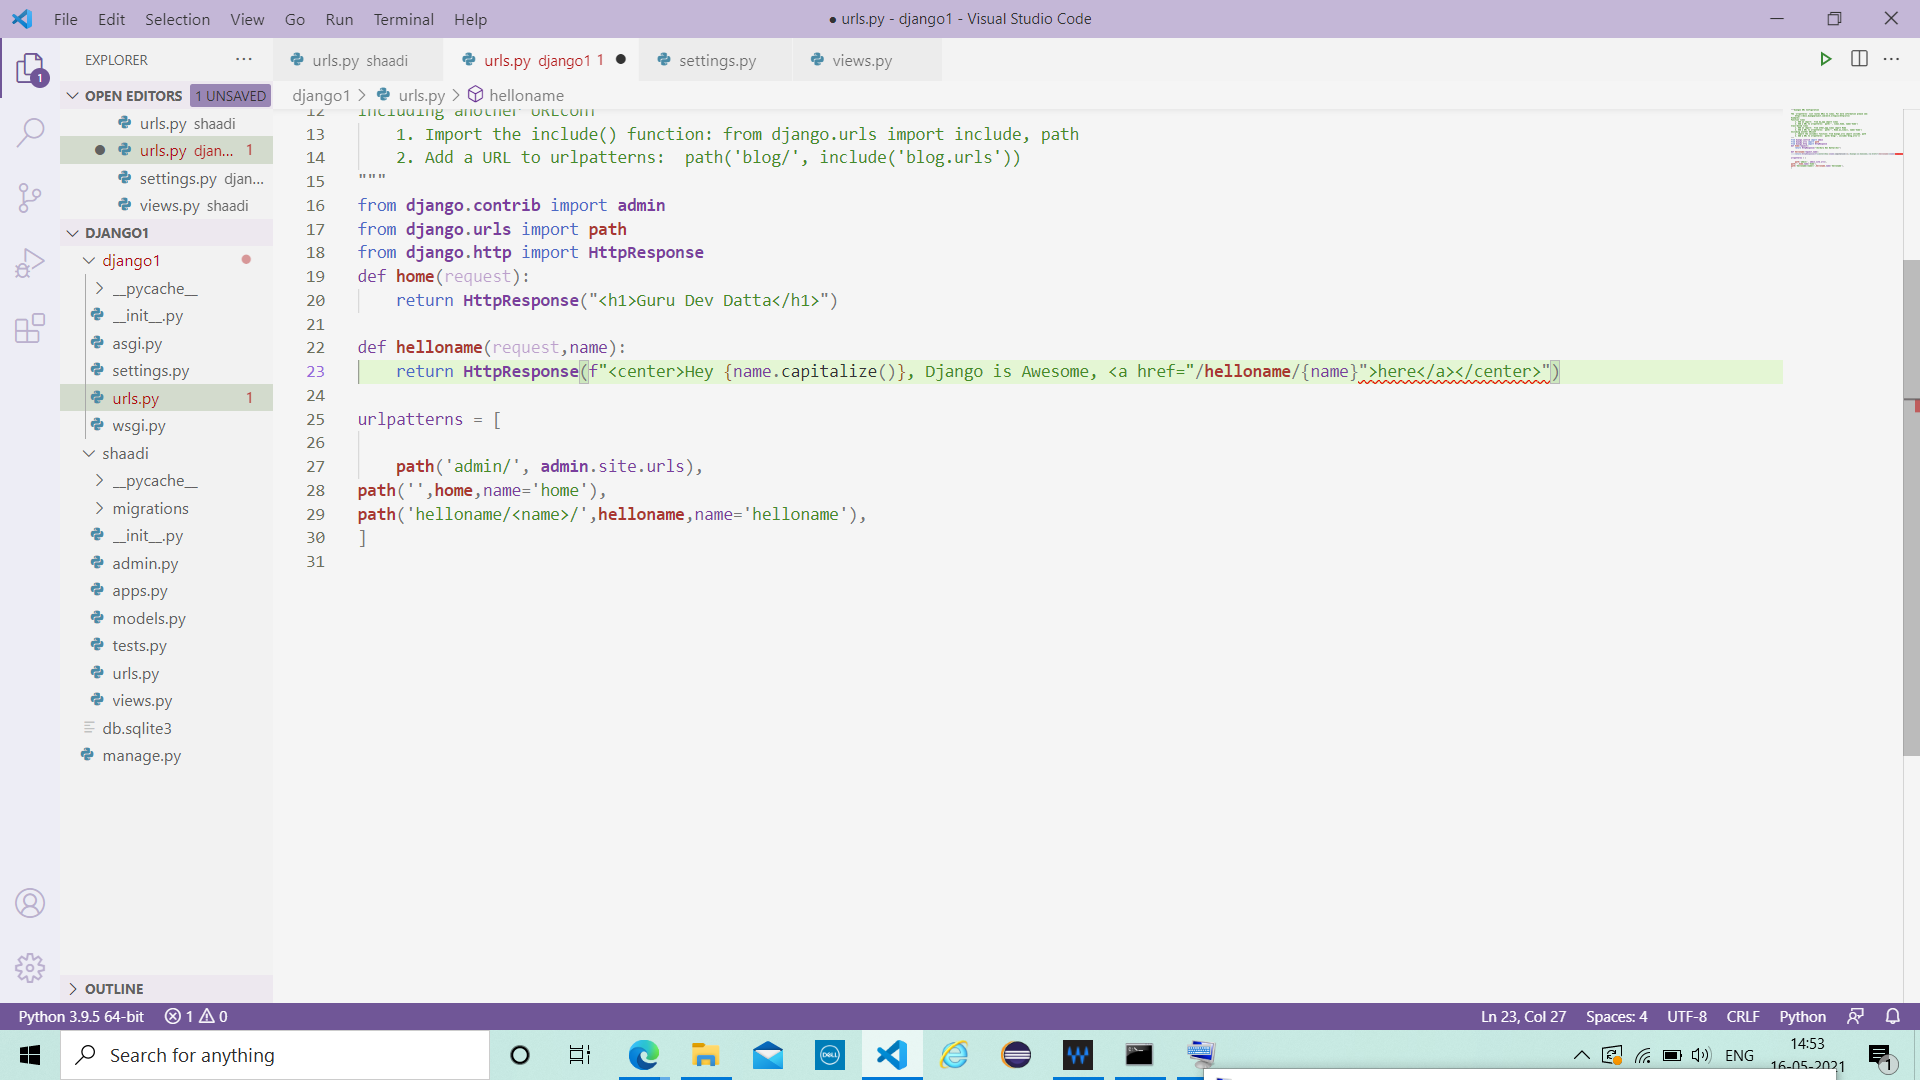 File Edit Selection View Go Run Terminal Help
● urls.py - django1 - Visual Studio Code
EXPLORER
OPEN EDITORS 1 UNSAVED
urls.py shaadi
urls.py djan... 1
settings.py djan...
views.py shaadi
DJANGO1
django1
__pycache__
__init__.py
asgi.py
settings.py
urls.py 1
wsgi.py
shaadi
__pycache__
migrations
__init__.py
admin.py
apps.py
models.py
tests.py
urls.py
views.py
db.sqlite3
manage.py
OUTLINE
urls.py shaadi
urls.py django1 1
settings.py
views.py
django1 > urls.py > helloname
12 Including another URLconf
13 1. Import the include() function: from django.urls import include, path
14 2. Add a URL to urlpatterns:  path('blog/', include('blog.urls'))
15 """
16 from django.contrib import admin
17 from django.urls import path
18 from django.http import HttpResponse
19 def home(request):
20 return HttpResponse("<h1>Guru Dev Datta</h1>")
21
22 def helloname(request,name):
23 return HttpResponse(f"<center>Hey {name.capitalize()}, Django is Awesome, <a href="/helloname/{name}">here</a></center>")
24
25 urlpatterns = [
26
27 path('admin/', admin.site.urls),
28 path('',home,name='home'),
29 path('helloname/<name>/',helloname,name='helloname'),
30 ]
31
1
Python 3.9.5 64-bit 1 0
Ln 23, Col 27 Spaces: 4 UTF-8 CRLF Python
Search for anything
DELL
ENG
14:53
16-05-2021
1